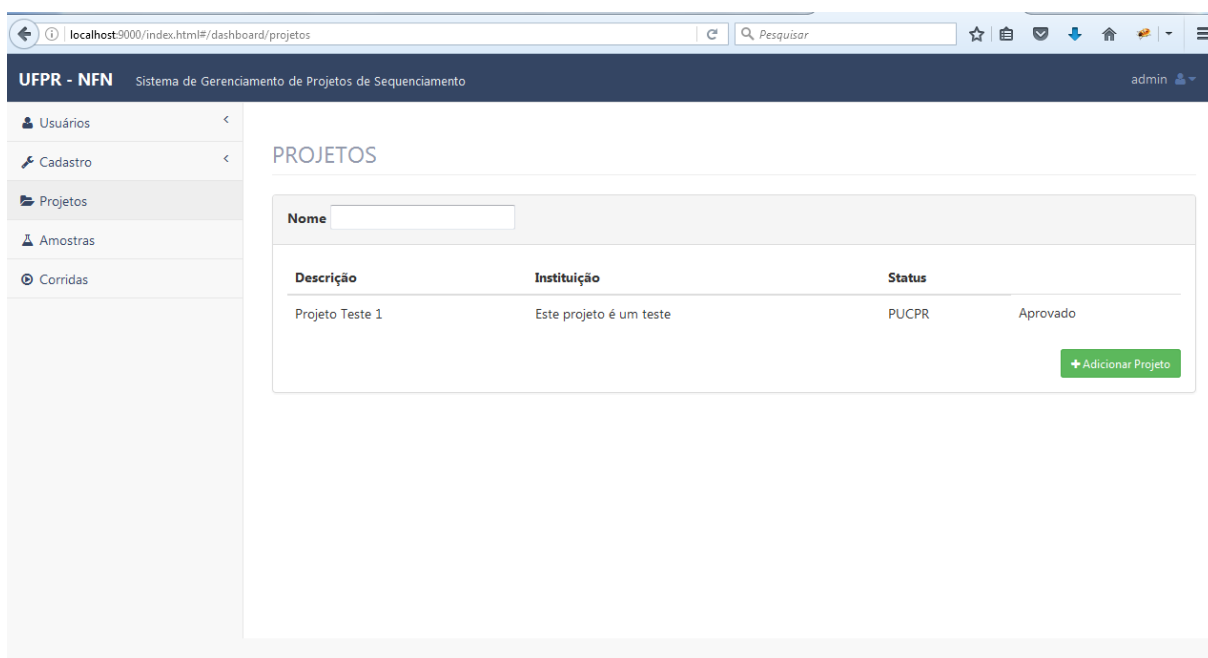 localhost:9000/index.html#/dashboard/projetos
Pesquisar
UFPR - NFN Sistema de Gerenciamento de Projetos de Sequenciamento admin
Usuários
Cadastro
Projetos
Amostras
Corridas
PROJETOS
Nome
Descrição Instituição Status
Projeto Teste 1 Este projeto é um teste PUCPR Aprovado
Adicionar Projeto